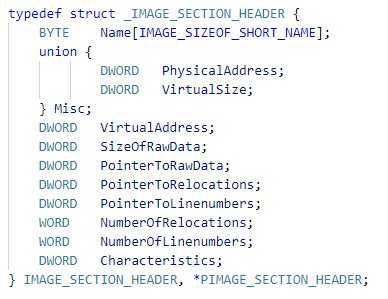 typedef struct _IMAGE_SECTION_HEADER {
    BYTE    Name[IMAGE_SIZEOF_SHORT_NAME];
    union {
            DWORD   PhysicalAddress;
            DWORD   VirtualSize;
    } Misc;
    DWORD   VirtualAddress;
    DWORD   SizeOfRawData;
    DWORD   PointerToRawData;
    DWORD   PointerToRelocations;
    DWORD   PointerToLinenumbers;
    WORD    NumberOfRelocations;
    WORD    NumberOfLinenumbers;
    DWORD   Characteristics;
} IMAGE_SECTION_HEADER, *PIMAGE_SECTION_HEADER;